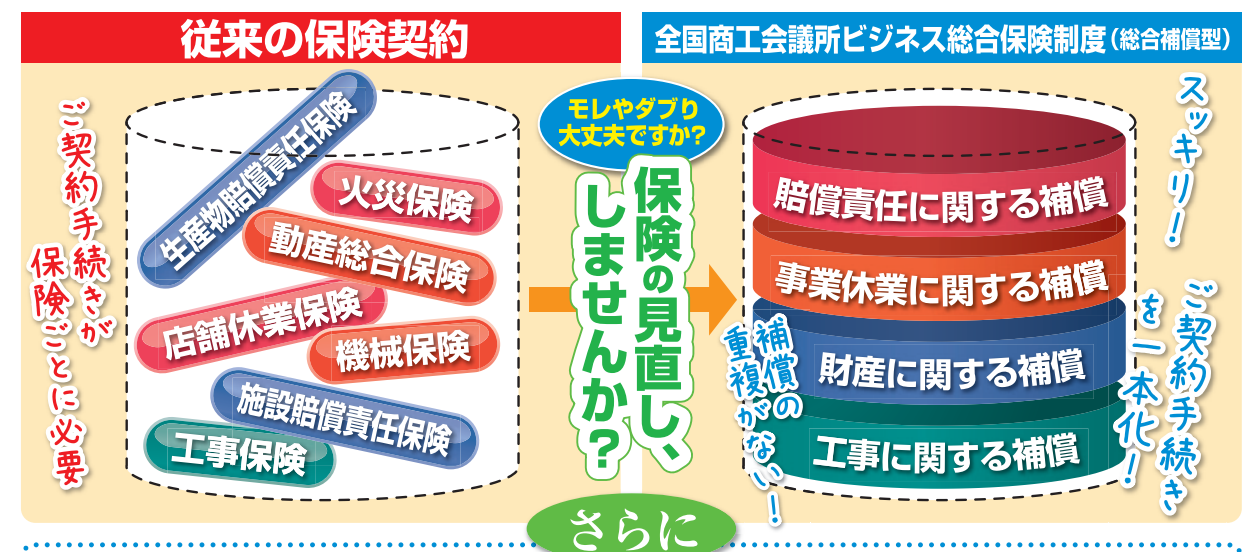 従来の保険契約
ご契約手続きが
保険ごとに必要
生産物賠償責任保険
火災保険
動産総合保険
店舗休業保険
機械保険
施設賠償責任保険
工事保険
モレやダブり
大丈夫ですか?
保険の見直し、
しませんか?
全国商工会議所ビジネス総合保険制度(総合補償型)
スッキリ!
賠償責任に関する補償
事業休業に関する補償
財産に関する補償
工事に関する補償
補償の
重複がない!
ご契約手続き
を一本化!
さらに